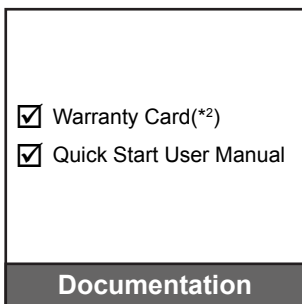 ☑ Warranty Card(*²)
☑ Quick Start User Manual
Documentation